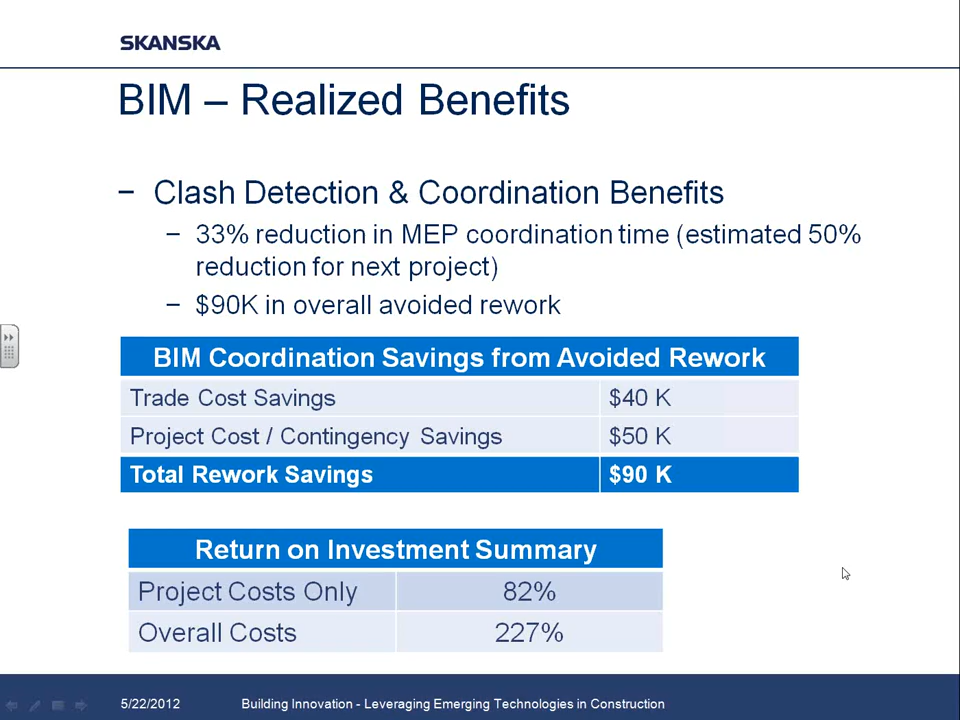 SKANSKA
BIM – Realized Benefits
− Clash Detection & Coordination Benefits
− 33% reduction in MEP coordination time (estimated 50%
reduction for next project)
− $90K in overall avoided rework
BIM Coordination Savings from Avoided Rework
Trade Cost Savings $40 K
Project Cost / Contingency Savings $50 K
Total Rework Savings $90 K
Return on Investment Summary
Project Costs Only 82%
Overall Costs 227%
5/22/2012 Building Innovation - Leveraging Emerging Technologies in Construction